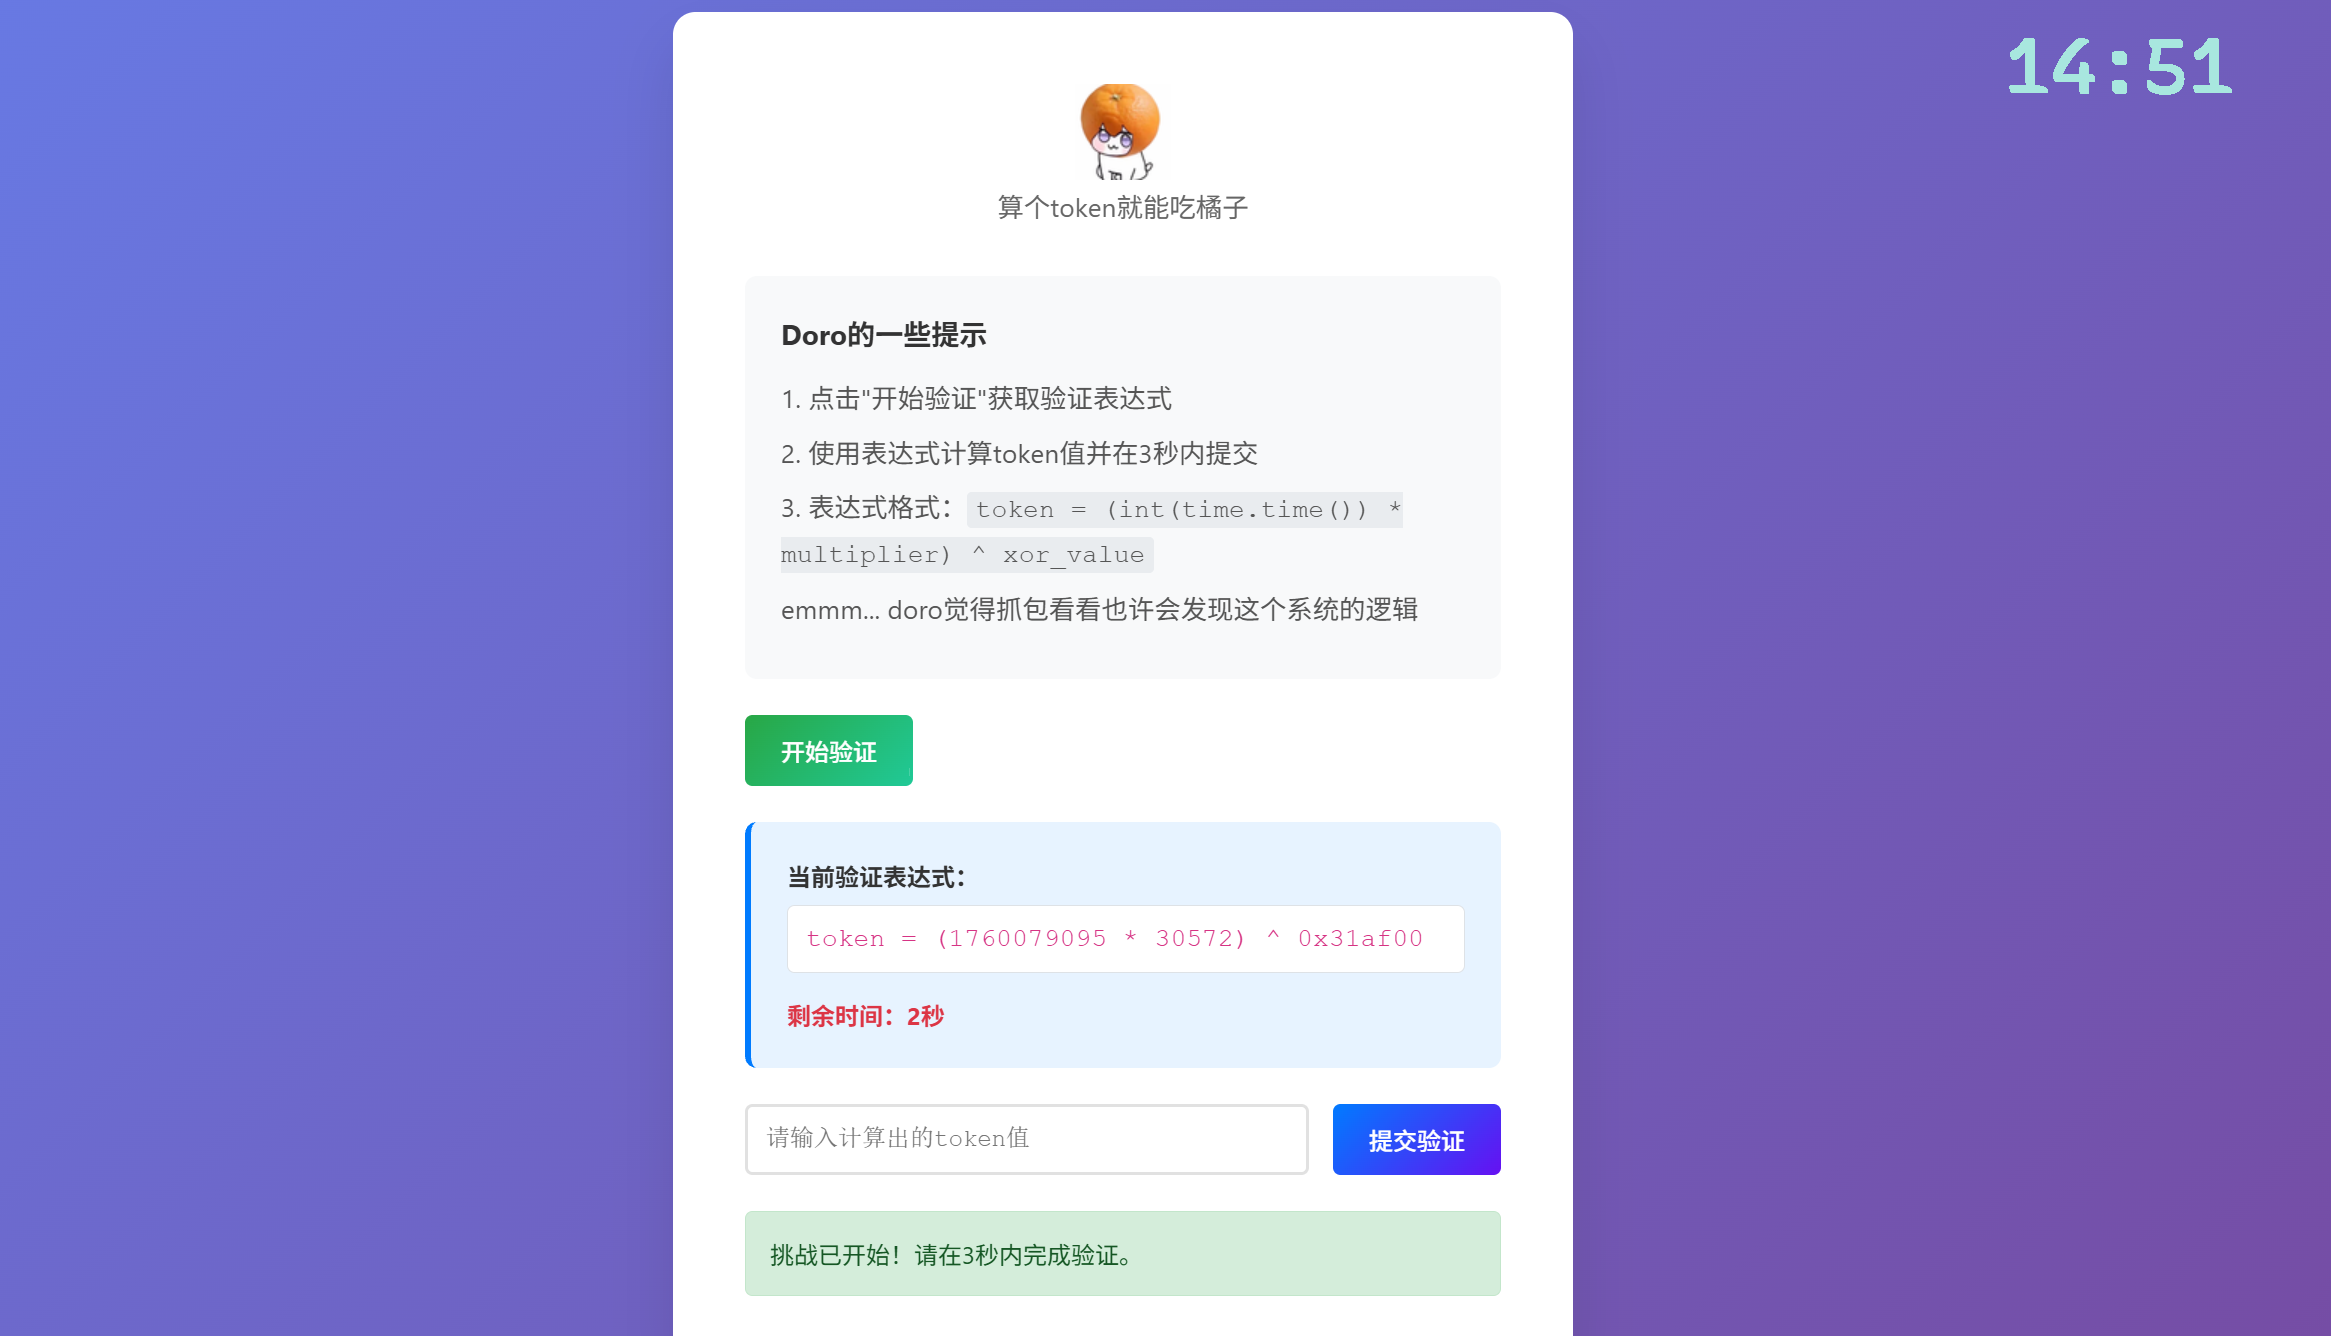 14:51
算个token就能吃橘子
Doro的一些提示
1. 点击"开始验证"获取验证表达式
2. 使用表达式计算token值并在3秒内提交
3. 表达式格式：token = (int(time.time()) *
multiplier) ^ xor_value
emmm... doro觉得抓包看看也许会发现这个系统的逻辑
开始验证
当前验证表达式：
token = (1760079095 * 30572) ^ 0x31af00
剩余时间：2秒
请输入计算出的token值
提交验证
挑战已开始！请在3秒内完成验证。